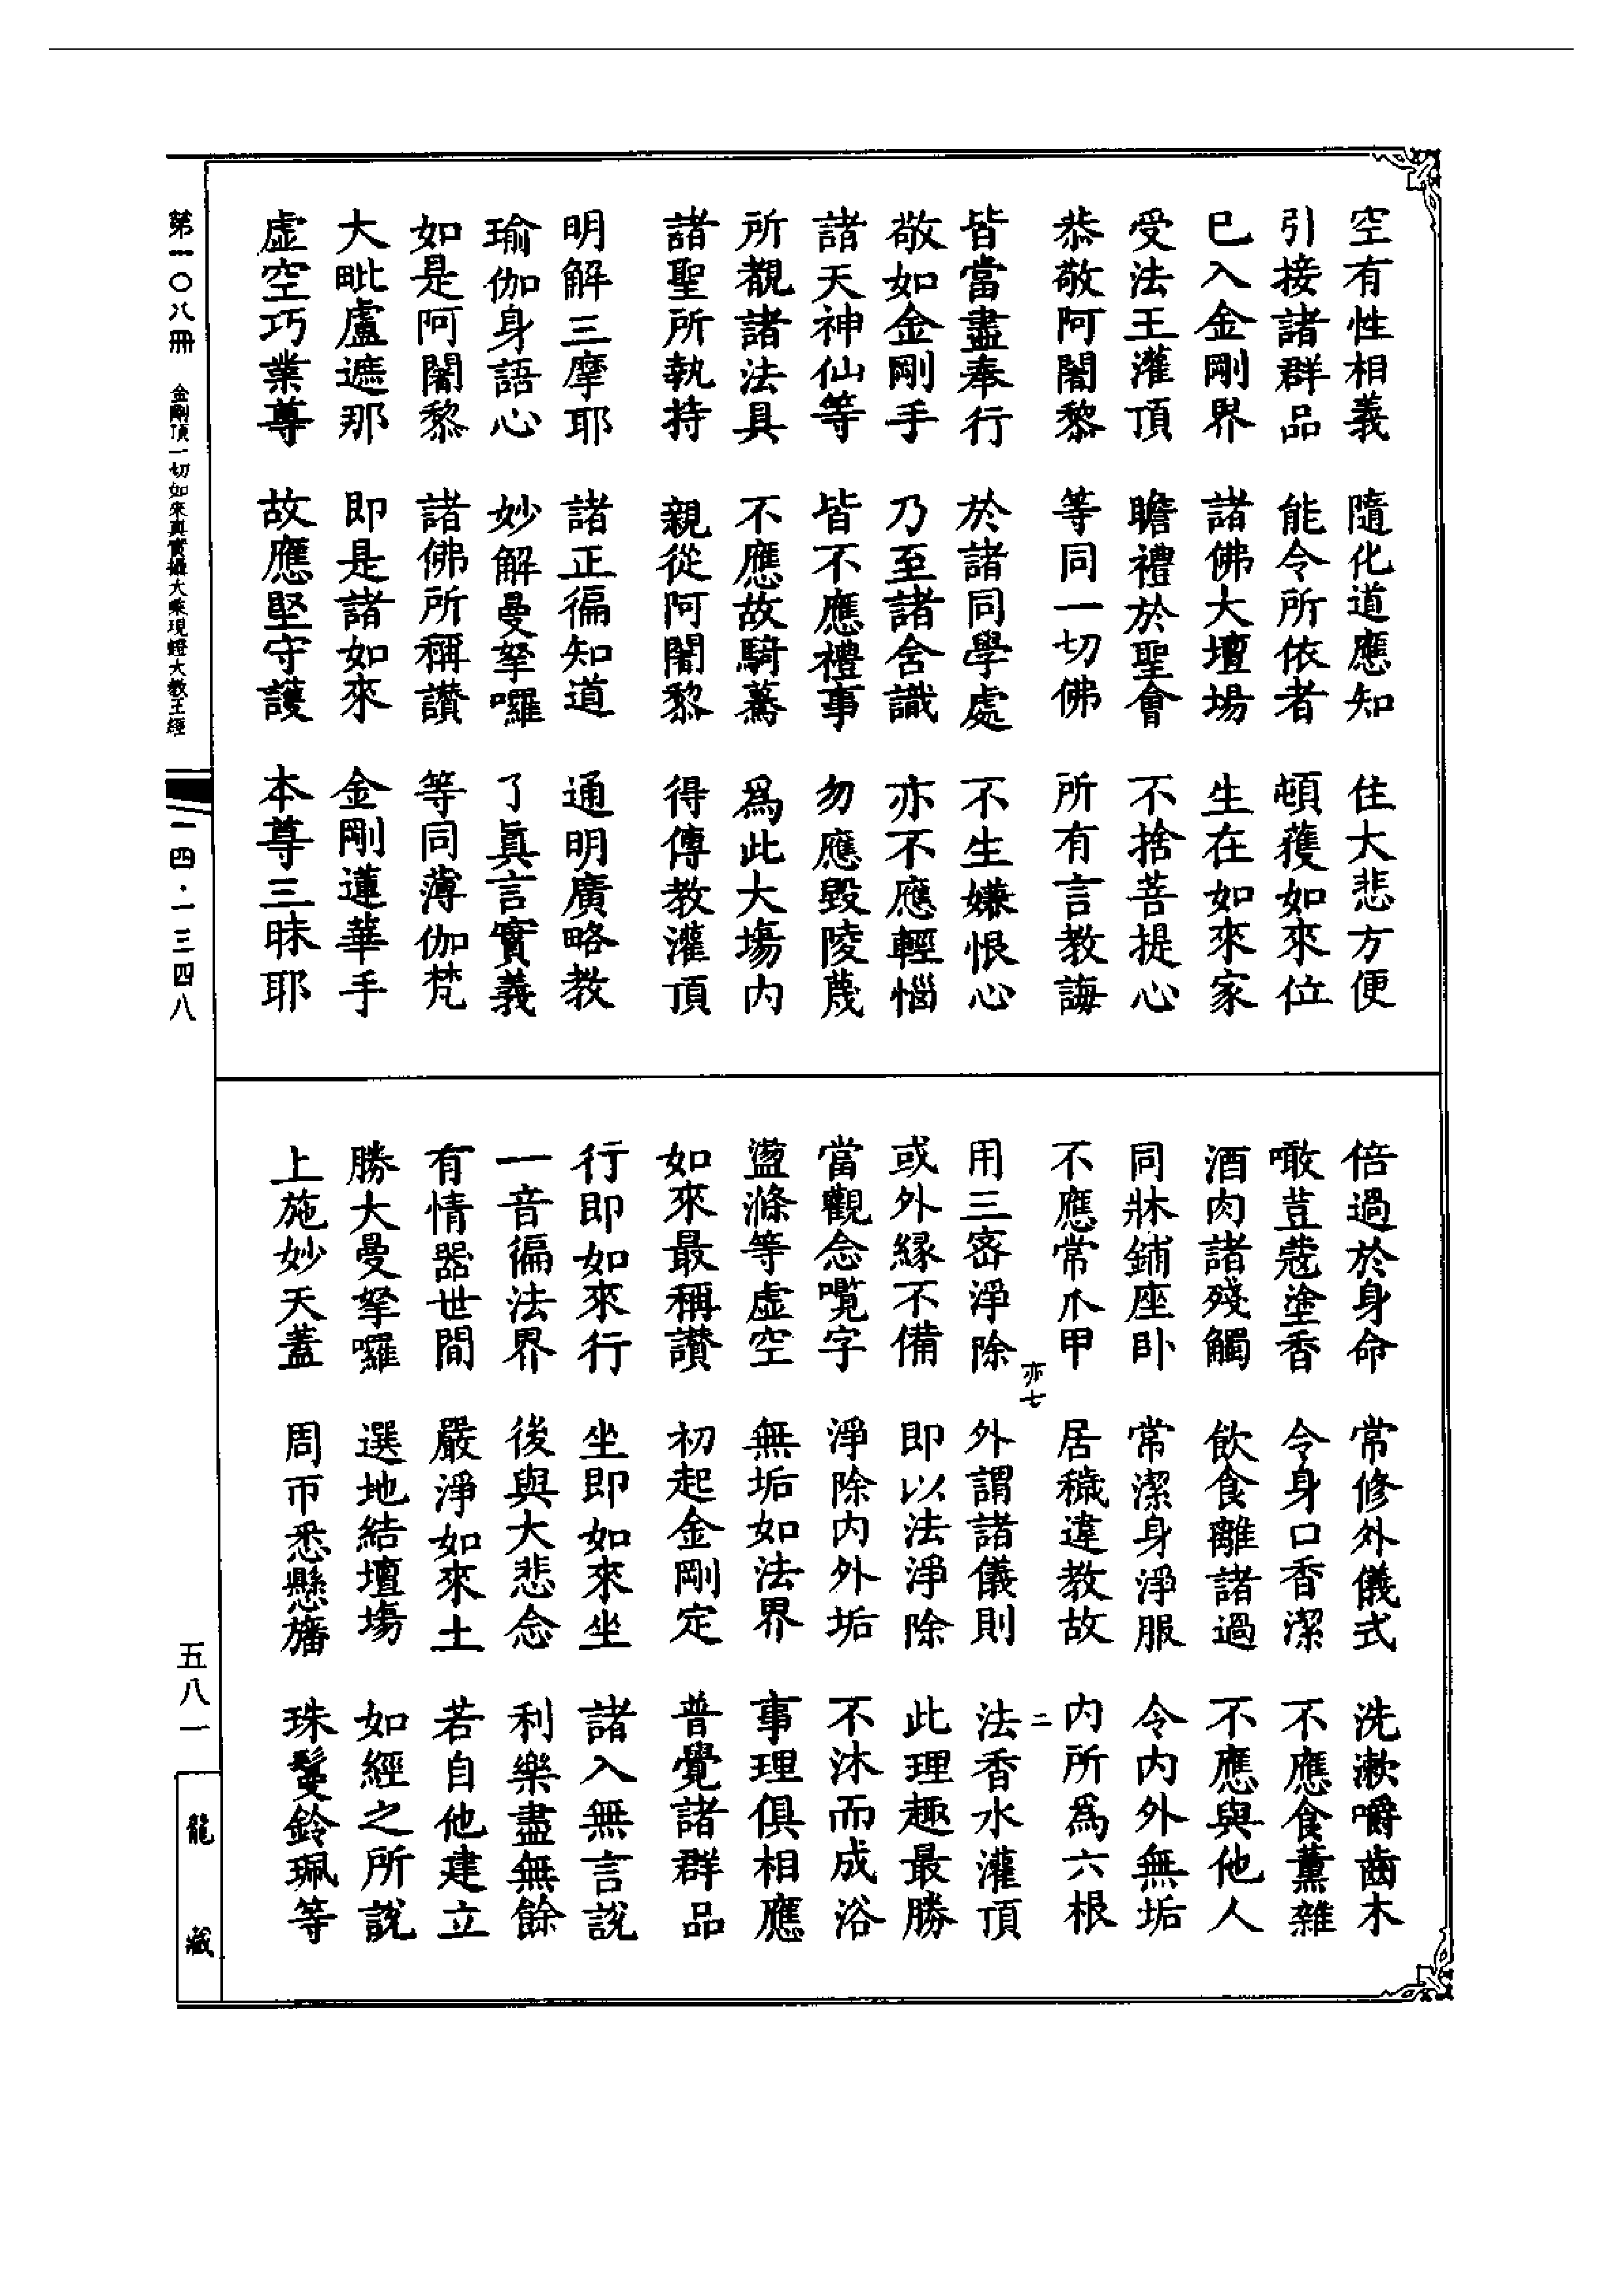 空有性相義　隨化道應知　住大悲方便
引接諸群品　能令所依者　頓獲如來位
巳入金剛界　諸佛大壇場　生在如來家
受法王灌頂　瞻禮於聖會　不捨菩提心
恭敬阿闍黎　等同一切佛　所有言教誨
皆當盡奉行　於諸同學處　不生嫌恨心
敬如金剛手　乃至諸含識　亦不應輕惱
諸天神仙等　皆不應禮事　勿應毀陵蔑
所覩諸法具　不應故騎驀　爲此大塲内
諸聖所執持　親從阿闍黎　得傳教灌頂
明解三摩耶　諸正徧知道　通明廣略教
瑜伽身語心　妙解曼拏囉　了眞言實義
如是阿闍黎　諸佛所稱讚　等同薄伽梵
大毗盧遮那　即是諸如來　金剛蓮華手
虚空巧業尊　故應堅守護　本尊三昧耶
倍過於身命　常修外儀式　洗漱嚼齒木
噉荳蔻塗香　令身口香潔　不應食薰雜
酒肉諸殘觸　飲食離諸過　不應與他人
同牀鋪座卧　常潔身淨服　令内外無垢
不應常爪甲　居穢違教故　内所爲六根
亦七　二
用三宻淨除　外謂諸儀則　法香水灌頂
或外縁不備　即以法淨除　此理趣最勝
當觀念嚂字　淨除内外垢　不沐而成浴
盪滌等虚空　無垢如法界　事理俱相應
如來最稱讚　初起金剛定　普覺諸群品
行即如來行　坐即如來坐　諸入無言説
一音徧法界　後與大悲念　利樂盡無餘
有情器世間　嚴淨如來土　若自他建立
勝大曼拏囉　選地結壇塲　如經之所説
上施妙天蓋　周帀悉懸旛　珠鬘鈴珮等
第一〇八冊　金剛頂一切如來真實攝大乘現證大教王經
一四·一三四八
五八一
龍藏